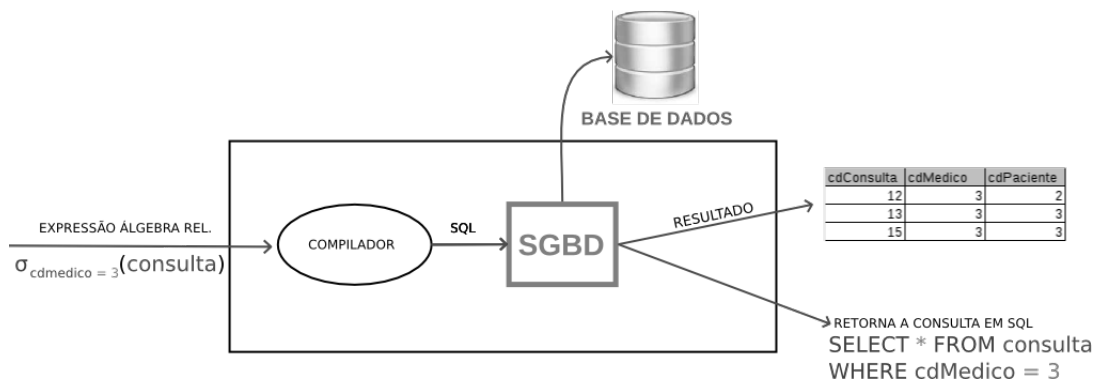 BASE DE DADOS
EXPRESSÃO ÁLGEBRA REL.
σcdmedico = 3(consulta)
COMPILADOR
SQL
SGBD
RESULTADO
cdConsulta cdMedico cdPaciente
12 3 2
13 3 3
15 3 3
RETORNA A CONSULTA EM SQL
SELECT * FROM consulta
WHERE cdMedico = 3